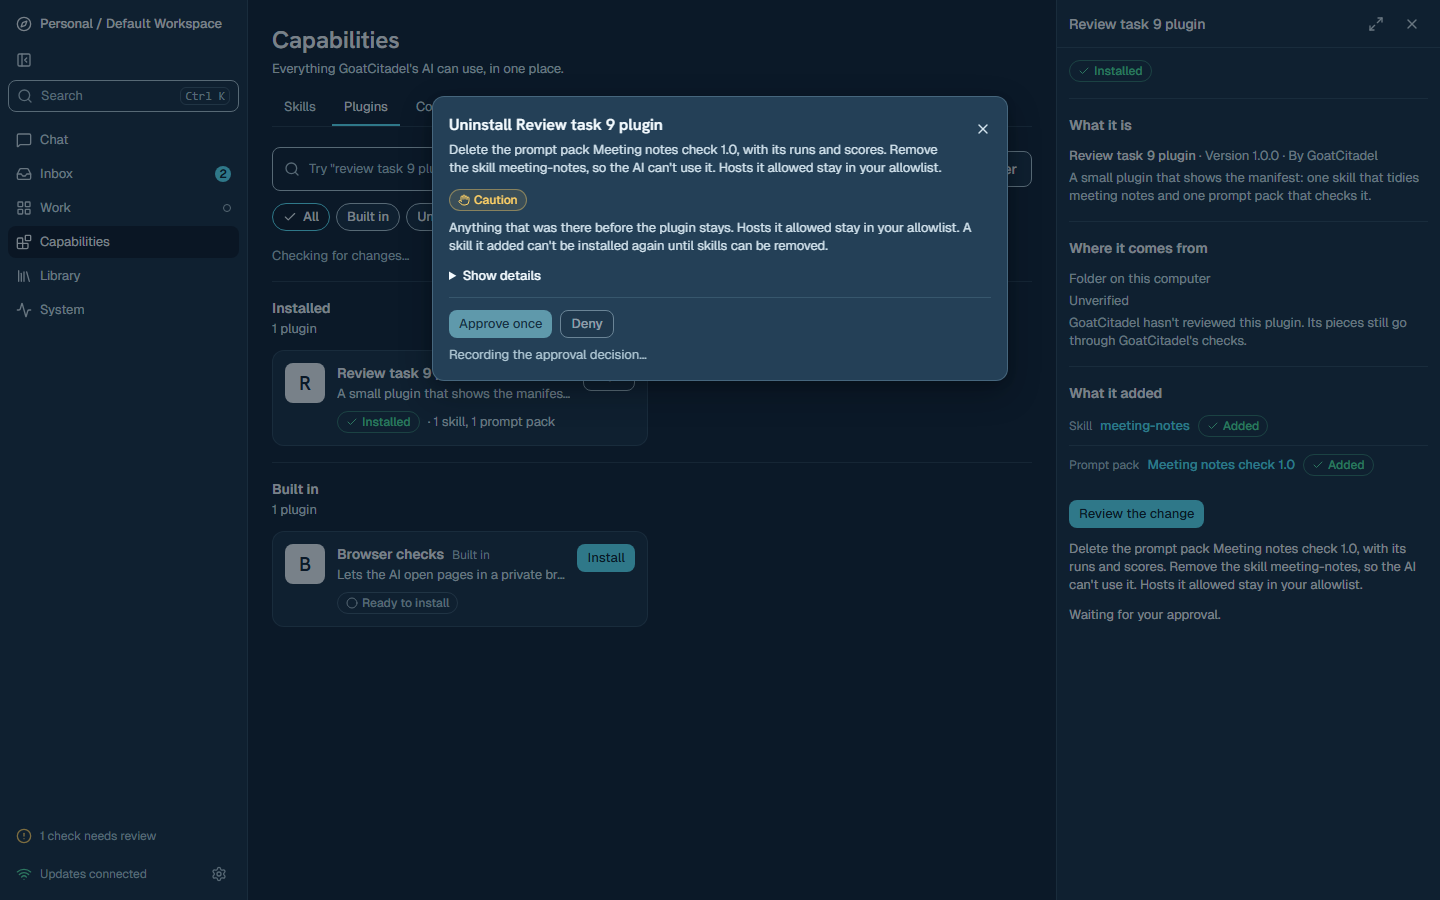 Personal / Default Workspace
Search
Ctrl K
Chat
Inbox
2
Work
Capabilities
Library
System
1 check needs review
Updates connected
Capabilities
Everything GoatCitadel's AI can use, in one place.
Skills
Plugins
Co
Try "review task 9 plu
er
All
Built in
Un
Checking for changes...
Installed
1 plugin
R
Review task 9
A small plugin that shows the manifes...
Installed
· 1 skill, 1 prompt pack
Built in
1 plugin
B
Browser checks
Built in
Lets the AI open pages in a private br...
Ready to install
Install
Uninstall Review task 9 plugin
Delete the prompt pack Meeting notes check 1.0, with its runs and scores. Remove
the skill meeting-notes, so the AI can't use it. Hosts it allowed stay in your allowlist.
Caution
Anything that was there before the plugin stays. Hosts it allowed stay in your allowlist. A
skill it added can't be installed again until skills can be removed.
Show details
Approve once
Deny
Recording the approval decision...
Review task 9 plugin
Installed
What it is
Review task 9 plugin · Version 1.0.0 · By GoatCitadel
A small plugin that shows the manifest: one skill that tidies
meeting notes and one prompt pack that checks it.
Where it comes from
Folder on this computer
Unverified
GoatCitadel hasn't reviewed this plugin. Its pieces still go
through GoatCitadel's checks.
What it added
Skill meeting-notes Added
Prompt pack Meeting notes check 1.0 Added
Review the change
Delete the prompt pack Meeting notes check 1.0, with its
runs and scores. Remove the skill meeting-notes, so the AI
can't use it. Hosts it allowed stay in your allowlist.
Waiting for your approval.